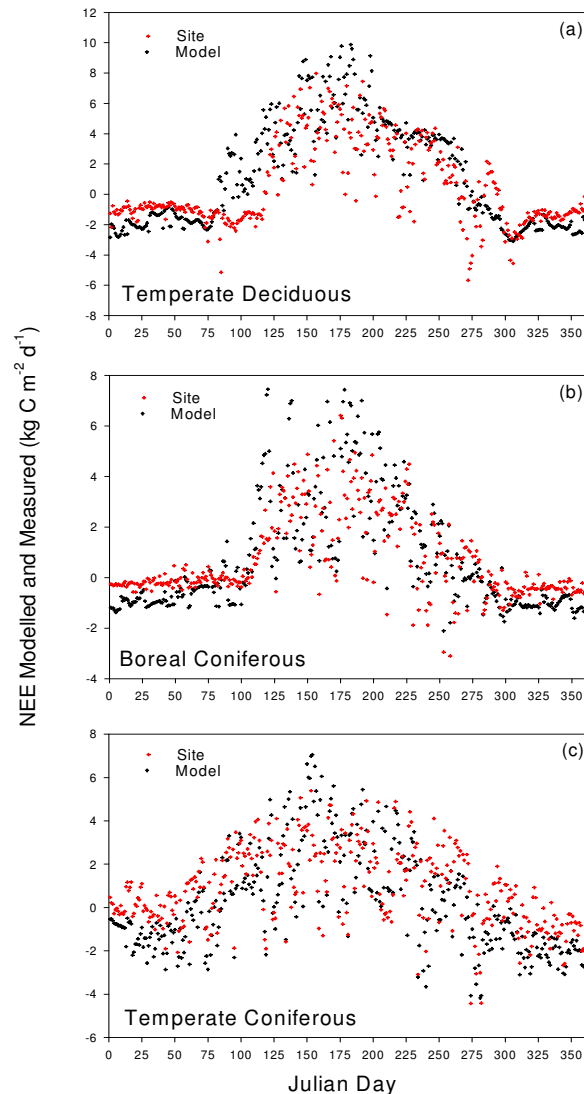 (a)
Site
Model
12
10
8
6
4
2
0
-2
-4
-6
-8
Temperate Deciduous
0 25 50 75 100 125 150 175 200 225 250 275 300 325 350
(b)
Site
Model
8
6
4
2
0
-2
-4
Boreal Coniferous
0 25 50 75 100 125 150 175 200 225 250 275 300 325 350
NEE Modelled and Measured (kg C m⁻² d⁻¹)
(c)
Site
Model
8
6
4
2
0
-2
-4
-6
Temperate Coniferous
0 25 50 75 100 125 150 175 200 225 250 275 300 325 350
Julian Day